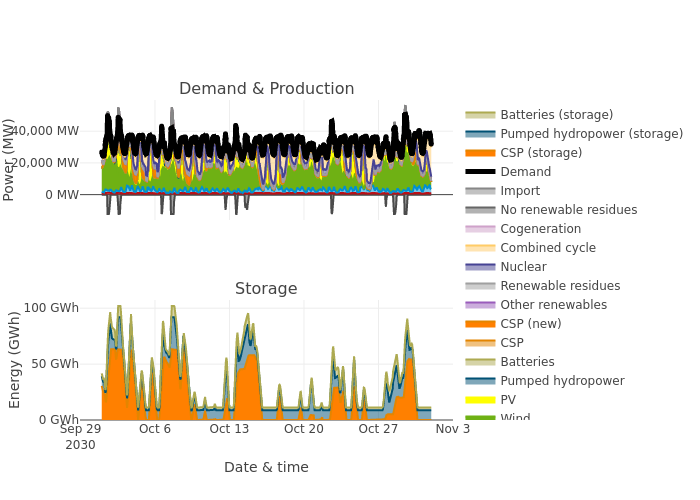 Demand & Production
Power (MW)
40,000 MW
20,000 MW
0 MW
Storage
Energy (GWh)
100 GWh
50 GWh
0 GWh
Sep 29
2030
Oct 6
Oct 13
Oct 20
Oct 27
Nov 3
Date & time
Batteries (storage)
Pumped hydropower (storage)
CSP (storage)
Demand
Import
No renewable residues
Cogeneration
Combined cycle
Nuclear
Renewable residues
Other renewables
CSP (new)
CSP
Batteries
Pumped hydropower
PV
Wind